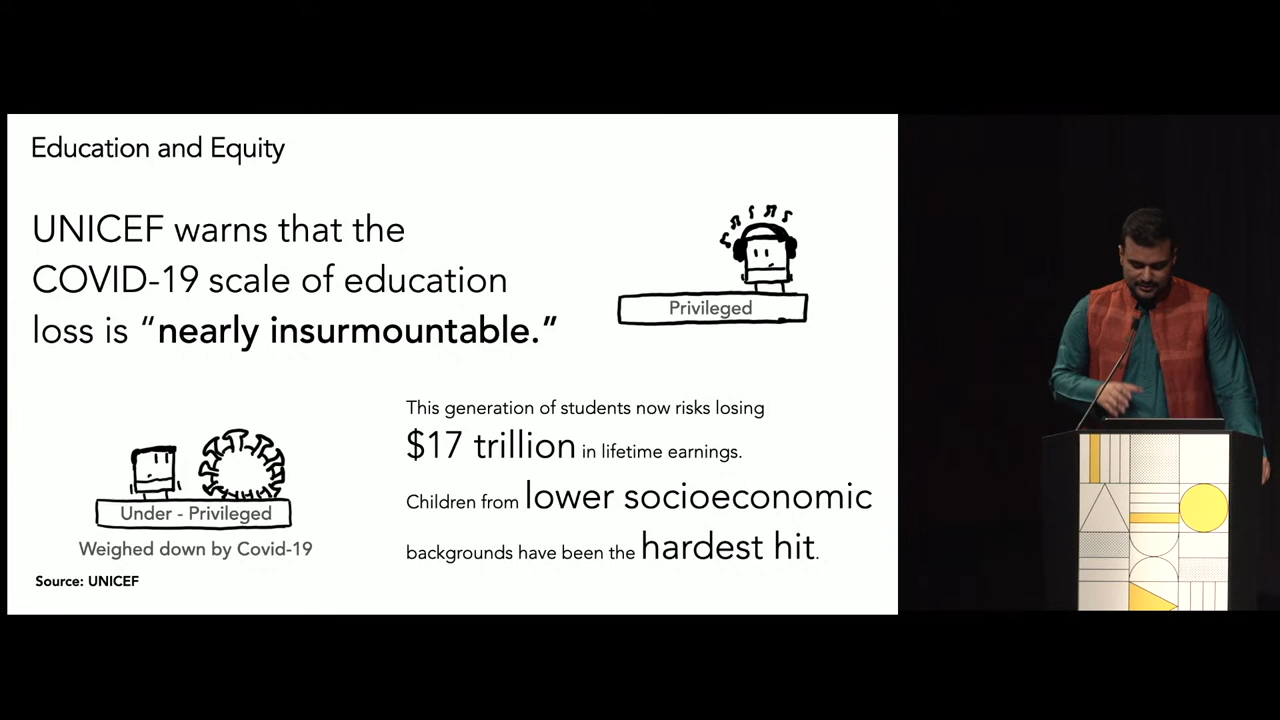 Education and Equity
UNICEF warns that the
COVID-19 scale of education
loss is “nearly insurmountable.”
Privileged
This generation of students now risks losing
$17 trillion in lifetime earnings.
Children from lower socioeconomic
backgrounds have been the hardest hit.
Under - Privileged
Weighed down by Covid-19
Source: UNICEF